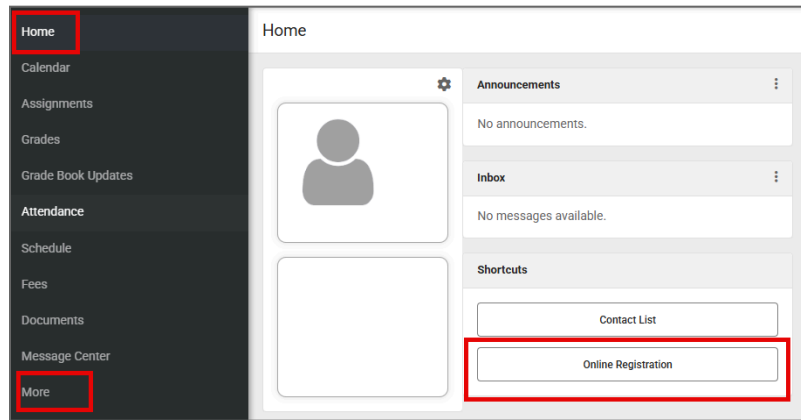 Home
Calendar
Assignments
Grades
Grade Book Updates
Attendance
Schedule
Fees
Documents
Message Center
More
Home
Announcements
No announcements.
Inbox
No messages available.
Shortcuts
Contact List
Online Registration